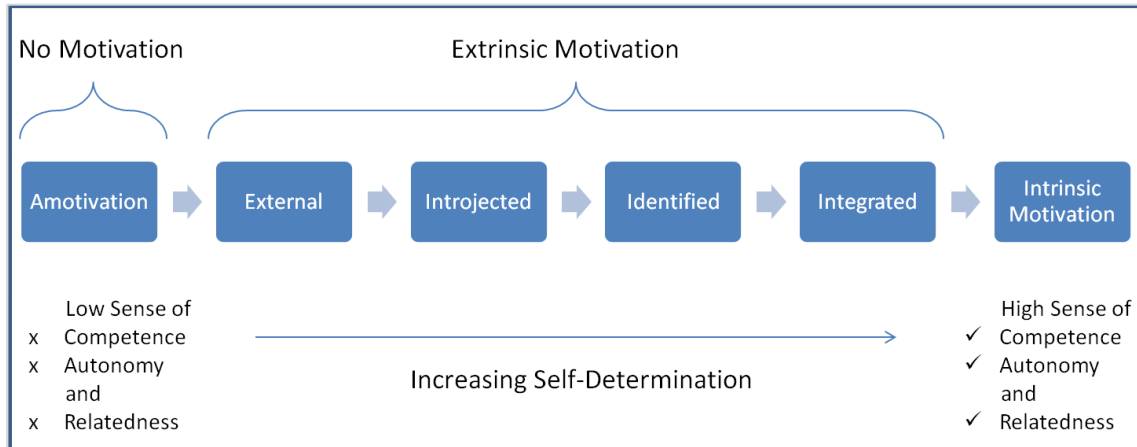 No Motivation
Extrinsic Motivation
Amotivation
External
Introjected
Identified
Integrated
Intrinsic
Motivation
Low Sense of
x Competence
x Autonomy
and
x Relatedness
Increasing Self-Determination
High Sense of
✓ Competence
✓ Autonomy
and
✓ Relatedness